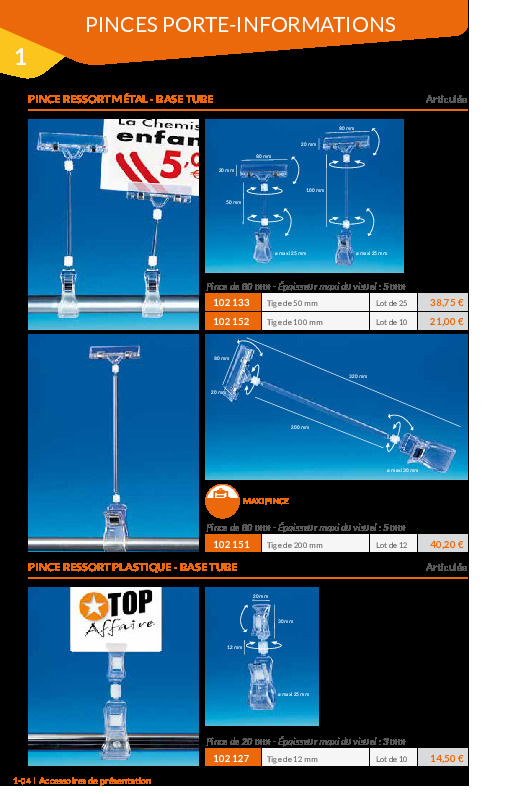 PINCES PORTE-INFORMATIONS
1
PINCE RESSORT MÉTAL - BASE TUBE
Articulée
La Chemis
enfan
5,
80 mm
20 mm
50 mm
ø maxi 25 mm
80 mm
20 mm
100 mm
ø maxi 25 mm
Pince de 80 mm - Épaisseur maxi du visuel : 5 mm
102 133 Tige de 50 mm Lot de 25 38,75 €
102 152 Tige de 100 mm Lot de 10 21,00 €
80 mm
20 mm
320 mm
200 mm
ø maxi 30 mm
MAXI PINCE
Pince de 80 mm - Épaisseur maxi du visuel : 5 mm
102 151 Tige de 200 mm Lot de 12 40,20 €
PINCE RESSORT PLASTIQUE - BASE TUBE
Articulée
TOP
Affaire
20 mm
30 mm
12 mm
ø maxi 25 mm
Pince de 20 mm - Épaisseur maxi du visuel : 3 mm
102 127 Tige de 12 mm Lot de 10 14,50 €
1-04 | Accessoires de présentation